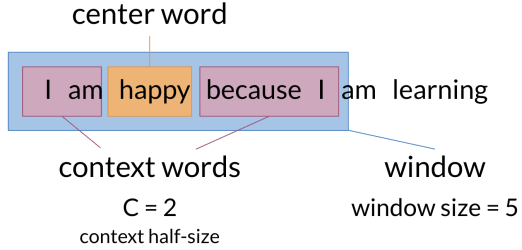 center word
I am happy because I am learning
context words
window
C = 2
window size = 5
context half-size